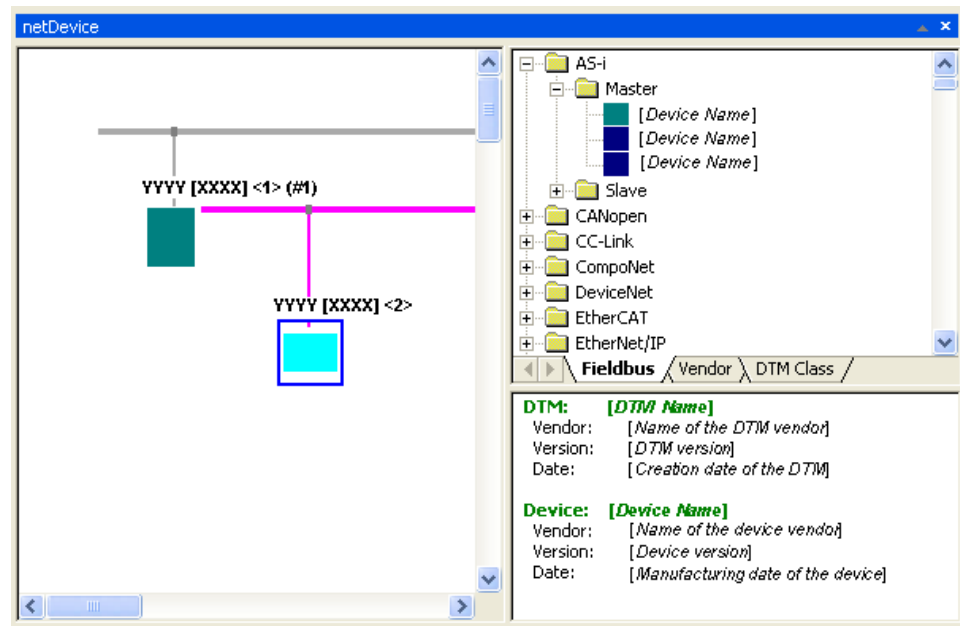 netDevice
YYYY [XXXX] <1> (#1)
YYYY [XXXX] <2>
AS-i
Master
[Device Name]
[Device Name]
[Device Name]
Slave
CANopen
CC-Link
CompoNet
DeviceNet
EtherCAT
EtherNet/IP
Fieldbus Vendor DTM Class
DTM: [DTM Name]
Vendor: [Name of the DTM vendor]
Version: [DTM version]
Date: [Creation date of the DTM]
Device: [Device Name]
Vendor: [Name of the device vendor]
Version: [Device version]
Date: [Manufacturing date of the device]